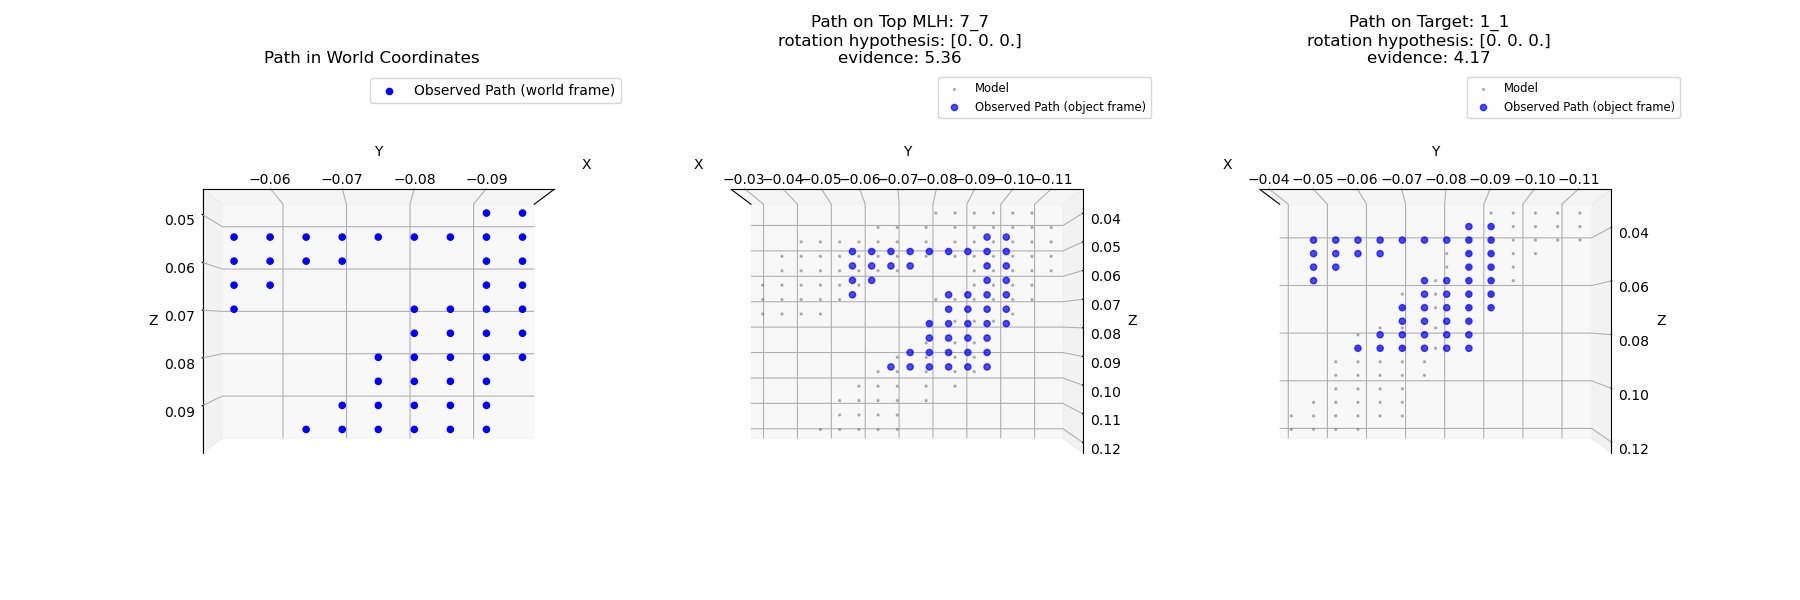 Path in World Coordinates
Observed Path (world frame)
Y
X
−0.06 −0.07 −0.08 −0.09
0.05
0.06
Z 0.07
0.08
0.09
Path on Top MLH: 7_7
rotation hypothesis: [0. 0. 0.]
evidence: 5.36
Model
Observed Path (object frame)
Y
X
−0.03 −0.04 −0.05 −0.06 −0.07 −0.08 −0.09 −0.10 −0.11
0.04
0.05
0.06
0.07
Z
0.08
0.09
0.10
0.11
0.12
Path on Target: 1_1
rotation hypothesis: [0. 0. 0.]
evidence: 4.17
Model
Observed Path (object frame)
Y
X
−0.04 −0.05 −0.06 −0.07 −0.08 −0.09 −0.10 −0.11
0.04
0.06
Z
0.08
0.10
0.12